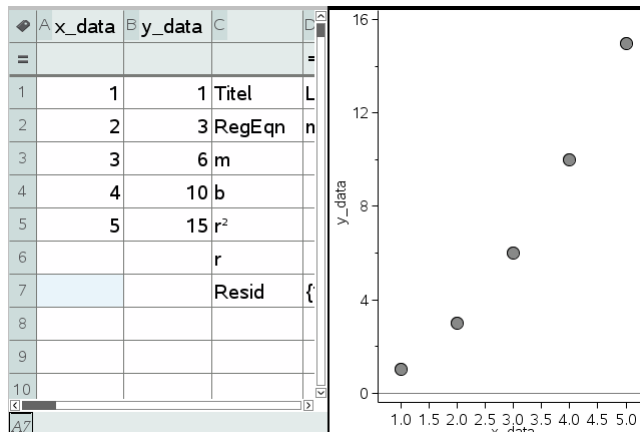 A x_data B y_data C D
= =
1 1 1 Titel L
2 2 3 RegEqn
3 3 6 m
4 4 10 b
5 5 15 r²
6 r
7 Resid {
8
9
10
A7
16
12
8
4
0
y_data
1.0 1.5 2.0 2.5 3.0 3.5 4.0 4.5 5.0
x_data